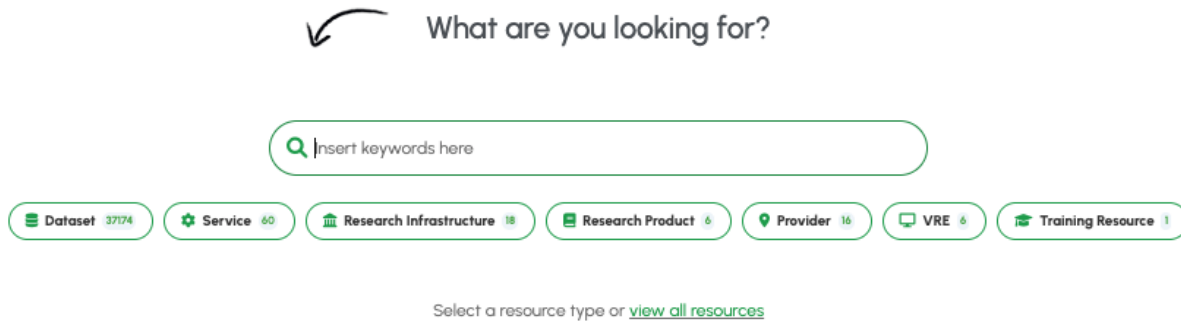 What are you looking for?
Insert keywords here
Dataset 37174 Service 60 Research Infrastructure 18 Research Product 6 Provider 16 VRE 6 Training Resource 1
Select a resource type or view all resources